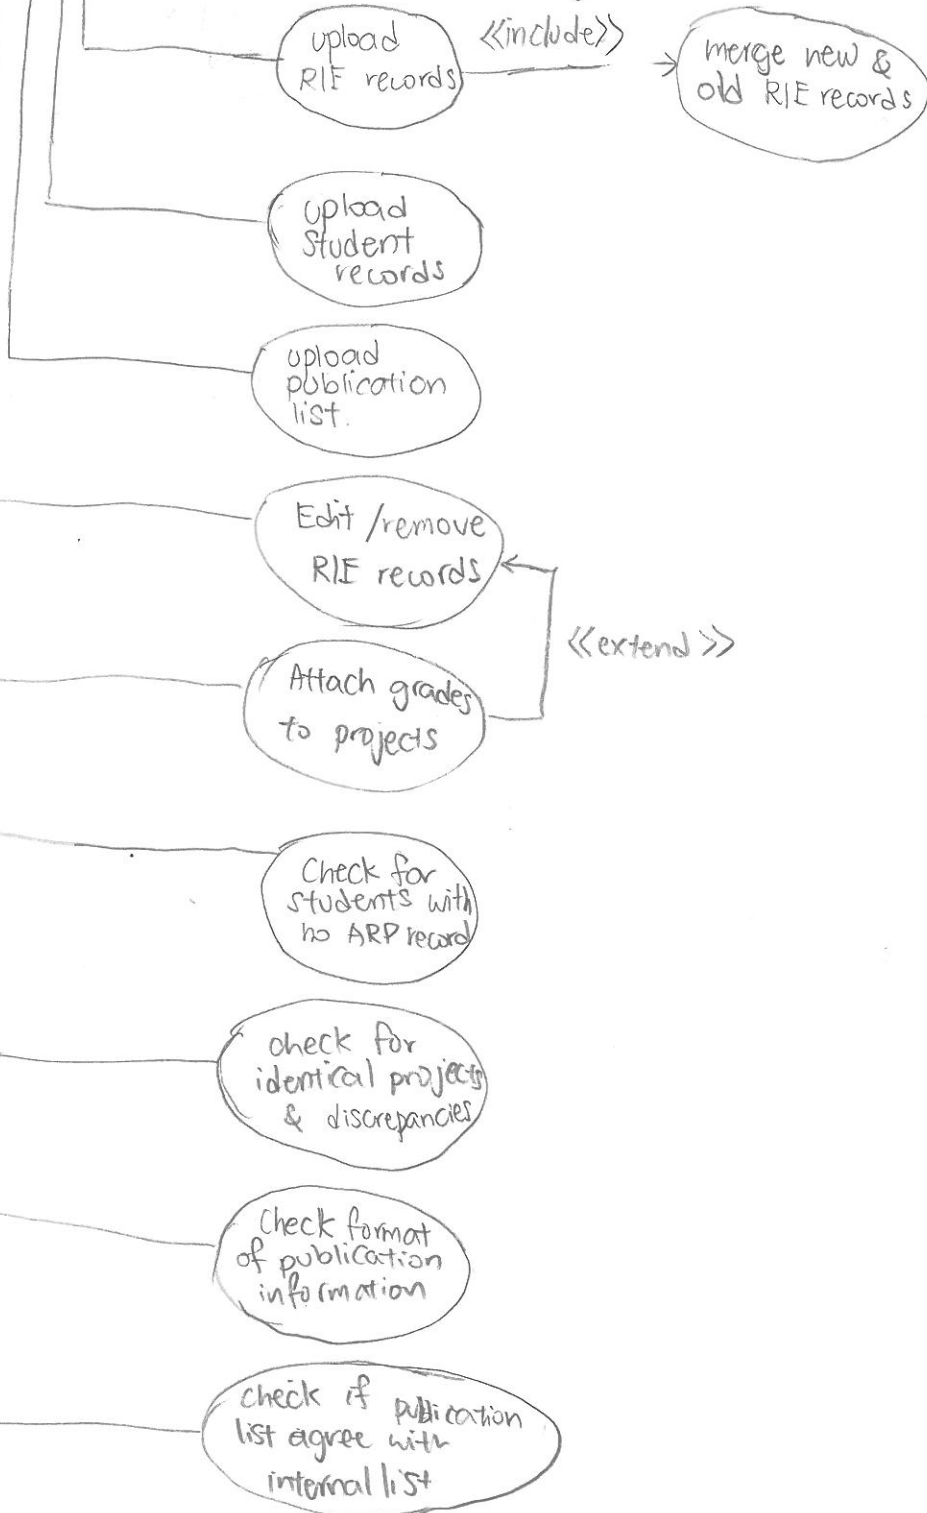 upload
RIE records
<<include>>
merge new &
old RIE records
upload
student
records
upload
publication
list.
Edit /remove
RIE records
<<extend>>
Attach grades
to projects
Check for
students with
no ARP record
check for
identical projects
& discrepancies
Check format
of publication
information
check if publication
list agree with
internal list